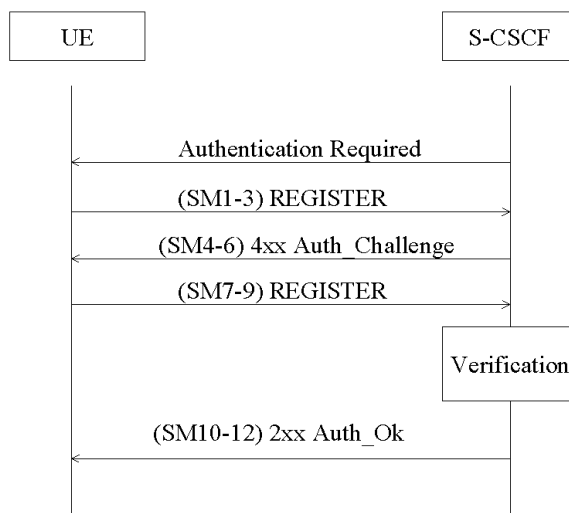 UE
S-CSCF
Authentication Required
(SM1-3) REGISTER
(SM4-6) 4xx Auth_Challenge
(SM7-9) REGISTER
Verification
(SM10-12) 2xx Auth_Ok